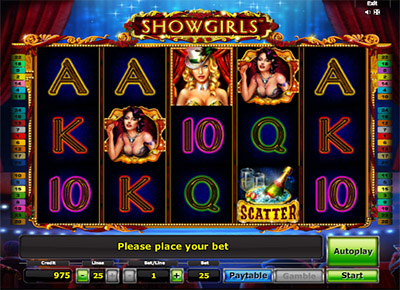 Exit
SHOWGIRLS
A A A
K K
10
Q
K
10 K Q
10
SCATTER
Please place your bet
Autoplay
Credit Lines Bet/Line Bet
975 25 1 25
Paytable Gamble Start